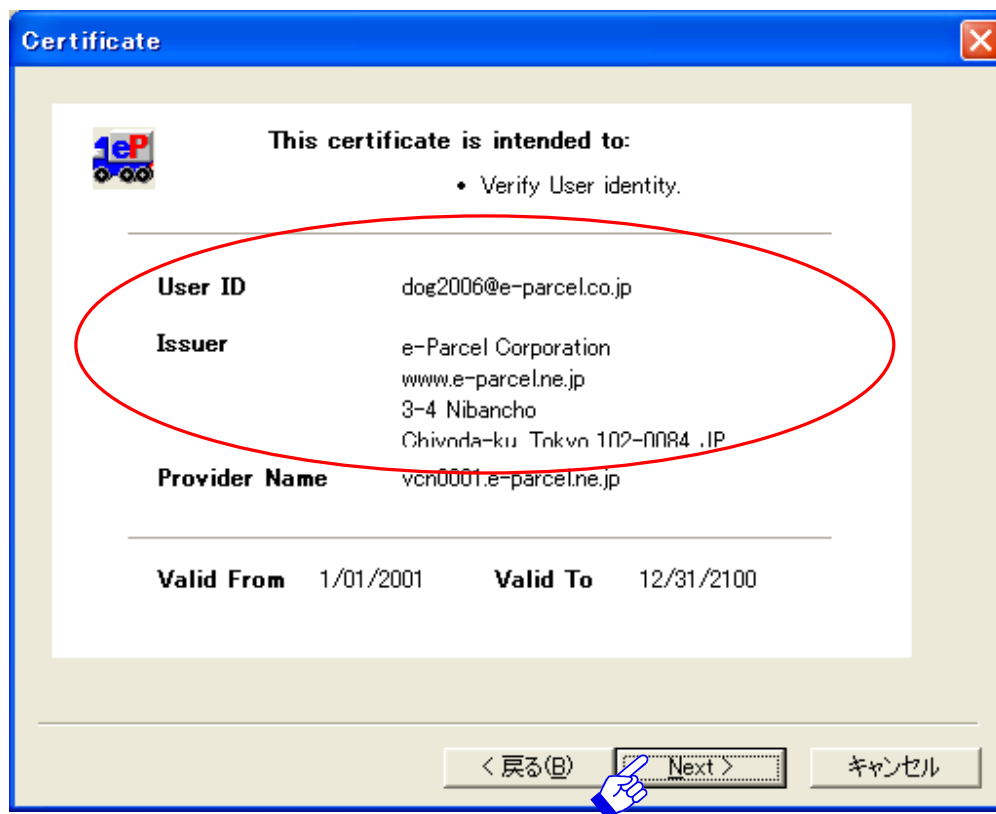 Certificate
1eP
This certificate is intended to:
• Verify User identity.
User ID dog2006@e-parcel.co.jp
Issuer e-Parcel Corporation
www.e-parcel.ne.jp
3-4 Nibancho
Chiyoda-ku, Tokyo 102-0084 JP
Provider Name vcn0001.e-parcel.ne.jp
Valid From 1/01/2001 Valid To 12/31/2100
< 戻る(B) Next > キャンセル